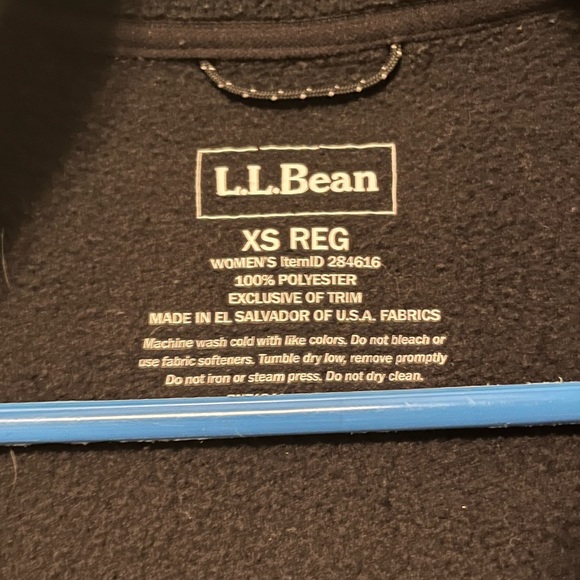 L.L.Bean
XS REG
WOMEN'S ItemID 284616
100% POLYESTER
EXCLUSIVE OF TRIM
MADE IN EL SALVADOR OF U.S.A. FABRICS
Machine wash cold with like colors. Do not bleach or
use fabric softeners. Tumble dry low, remove promptly
Do not iron or steam press. Do not dry clean.